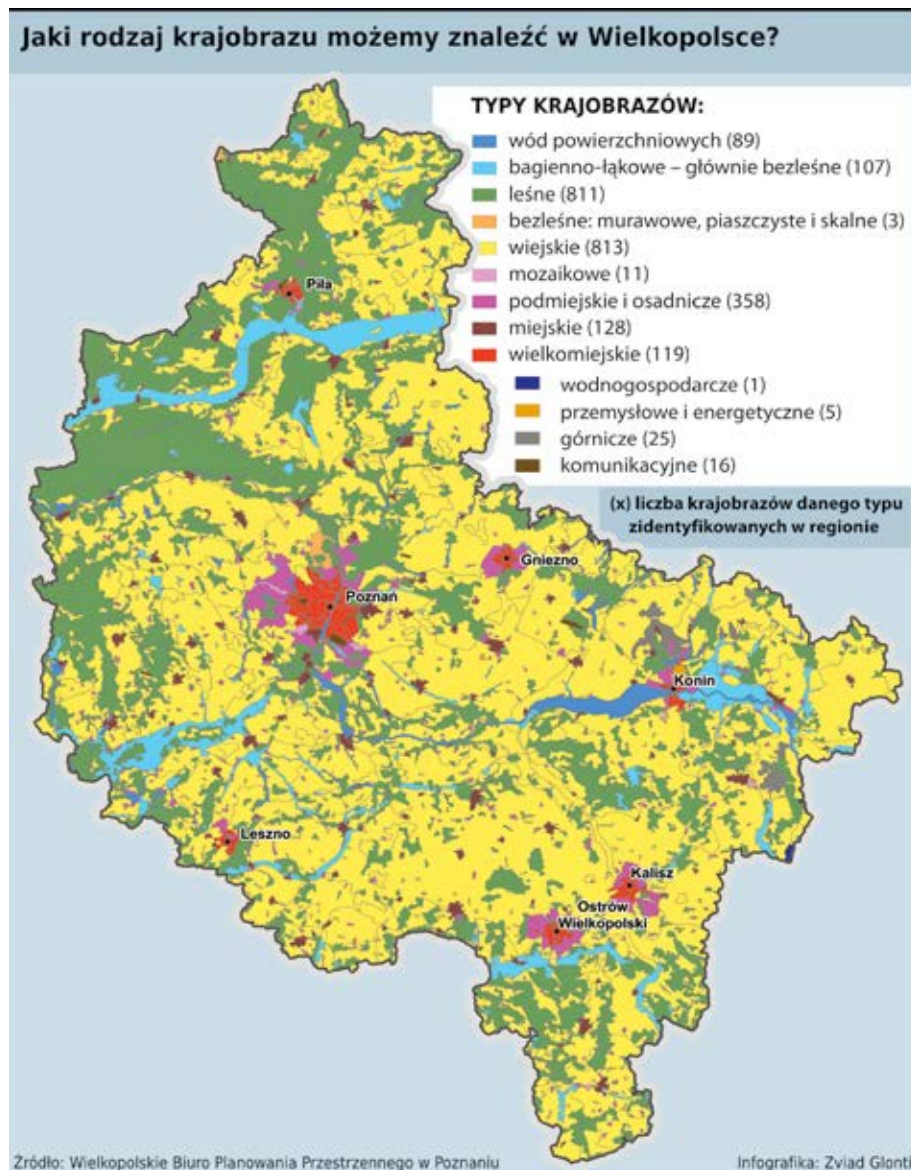 Jaki rodzaj krajobrazu możemy znaleźć w Wielkopolsce?
TYPY KRAJOBRAZÓW:
wód powierzchniowych (89)
bagienno-łąkowe – głównie bezleśne (107)
leśne (811)
bezleśne: murawowe, piaszczyste i skalne (3)
wiejskie (813)
mozaikowe (11)
podmiejskie i osadnicze (358)
miejskie (128)
wielkomiejskie (119)
wodnogospodarcze (1)
przemysłowe i energetyczne (5)
górnicze (25)
komunikacyjne (16)
(x) liczba krajobrazów danego typu
zidentyfikowanych w regionie
Piła
Gniezno
Poznań
Konin
Leszno
Kalisz
Ostrów
Wielkopolski
Źródło: Wielkopolskie Biuro Planowania Przestrzennego w Poznaniu
Infografika: Zviad Glonti